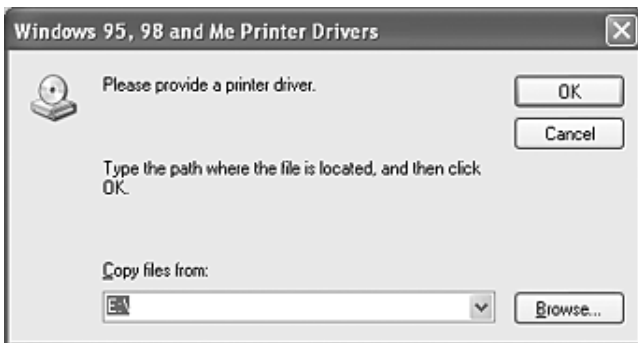 Windows 95, 98 and Me Printer Drivers
Please provide a printer driver.
OK
Cancel
Type the path where the file is located, and then click
OK.
Copy files from:
E:\
Browse...